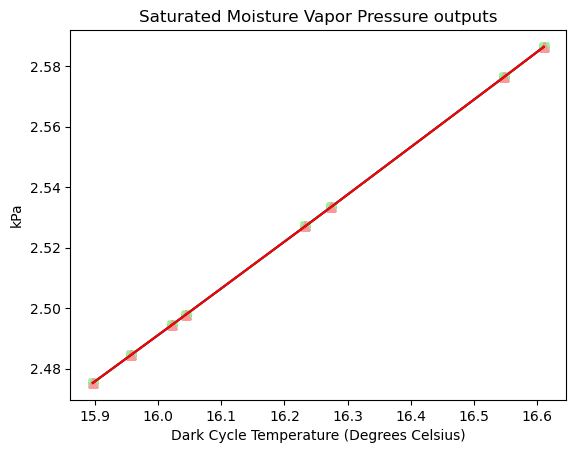 Saturated Moisture Vapor Pressure outputs
2.58
2.56
2.54
2.52
2.50
2.48
kPa
15.9 16.0 16.1 16.2 16.3 16.4 16.5 16.6
Dark Cycle Temperature (Degrees Celsius)